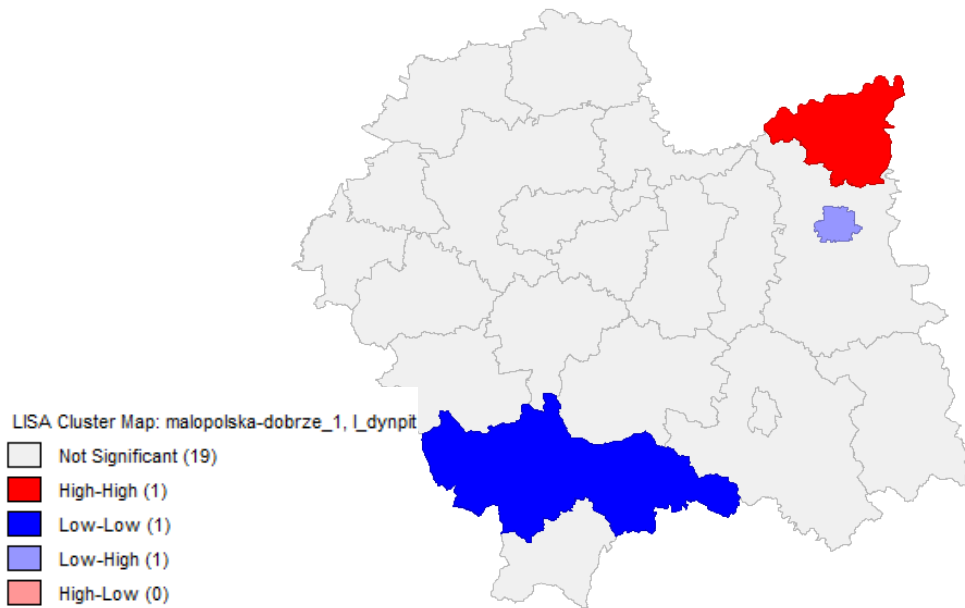 LISA Cluster Map: malopolska-dobrze_1, I_dynpit
Not Significant (19)
High-High (1)
Low-Low (1)
Low-High (1)
High-Low (0)